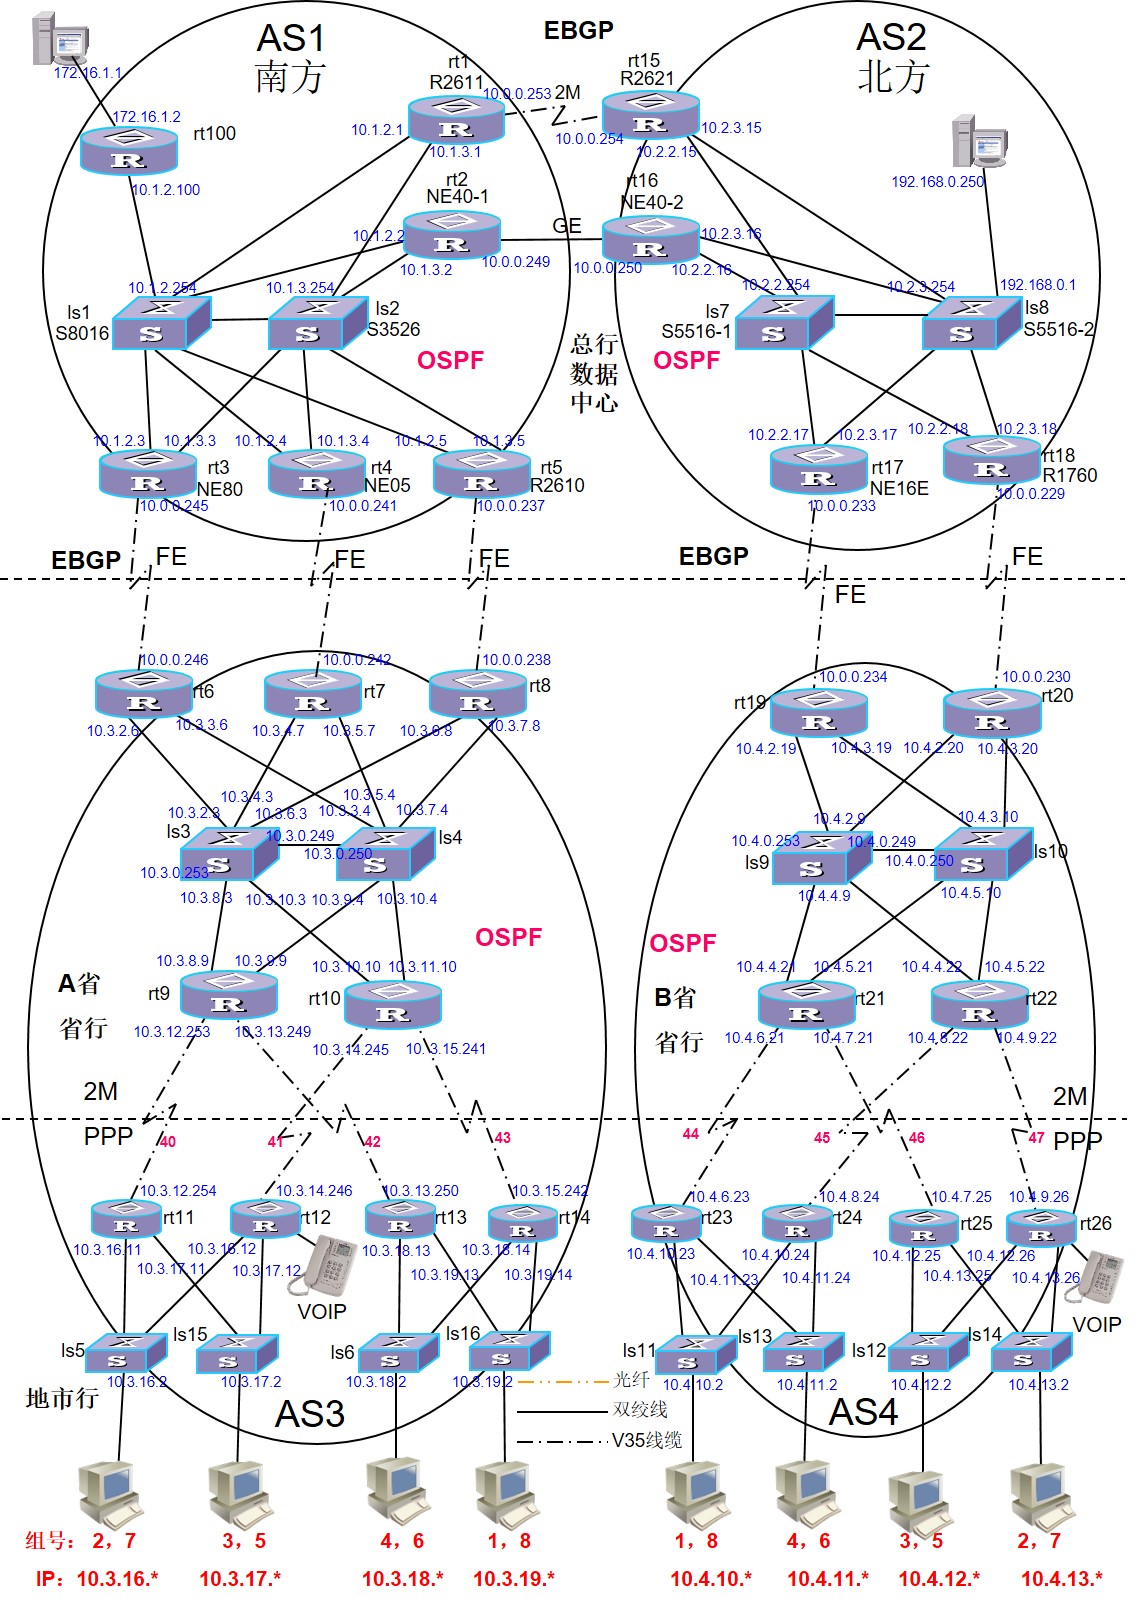 AS1
南方
EBGP
AS2
北方
172.16.1.1
rt1
R2611
10.0.0.253
2M
rt15
R2621
172.16.1.2
rt100
10.1.2.1
10.1.3.1
10.0.0.254
10.2.3.15
10.2.2.15
10.1.2.100
rt2
NE40-1
rt16
NE40-2
192.168.0.250
10.1.2.2
GE
10.2.3.16
10.1.3.2
10.0.0.249
10.0.0.250
10.2.2.16
10.1.2.254
10.1.3.254
10.2.2.254
10.2.3.254
192.168.0.1
ls1
S8016
ls2
S3526
ls7
S5516-1
ls8
S5516-2
OSPF
总行
数据
中心
OSPF
10.1.2.3
10.1.3.3
10.1.2.4
10.1.3.4
10.1.2.5
10.1.3.5
10.2.2.17
10.2.3.17
10.2.2.18
10.2.3.18
rt3
NE80
rt4
NE05
rt5
R2610
rt17
NE16E
rt18
R1760
10.0.0.245
10.0.0.241
10.0.0.237
10.0.0.233
10.0.0.229
EBGP
FE
FE
FE
EBGP
FE
FE
10.0.0.246
10.0.0.242
10.0.0.238
10.0.0.234
10.0.0.230
rt6
rt7
rt8
rt19
rt20
10.3.2.6
10.3.3.6
10.3.4.7
10.3.5.7
10.3.6.8
10.3.7.8
10.4.2.19
10.4.3.19
10.4.2.20
10.4.3.20
10.3.4.3
10.3.5.4
10.3.2.3
10.3.6.3
10.3.3.4
10.3.7.4
10.4.2.9
10.4.3.10
ls3
10.3.0.249
ls4
10.3.0.250
10.3.0.253
10.4.0.253
10.4.0.249
10.4.0.250
ls9
ls10
10.3.8.3
10.3.10.3
10.3.9.4
10.3.10.4
10.4.4.9
10.4.5.10
OSPF
OSPF
10.3.8.9
10.3.9.9
10.3.10.10
10.3.11.10
10.4.4.21
10.4.5.21
10.4.4.22
10.4.5.22
A省
省行
rt9
rt10
B省
省行
rt21
rt22
10.3.12.253
10.3.13.249
10.3.14.245
10.3.15.241
10.4.6.21
10.4.7.21
10.4.8.22
10.4.9.22
2M
PPP
2M
PPP
40
41
42
43
44
45
46
47
10.3.12.254
10.3.14.246
10.3.13.250
10.3.15.242
10.4.6.23
10.4.8.24
10.4.7.25
10.4.9.26
rt11
rt12
rt13
rt14
rt23
rt24
rt25
rt26
10.3.16.11
10.3.16.12
10.3.18.13
10.3.18.14
10.4.10.23
10.4.10.24
10.4.12.25
10.4.12.26
10.3.17.11
10.3.17.12
10.3.19.13
10.3.19.14
10.4.11.23
10.4.11.24
10.4.13.25
10.4.13.26
VOIP
VOIP
ls5
ls15
ls6
ls16
ls11
ls13
ls12
ls14
10.3.16.2
10.3.17.2
10.3.18.2
10.3.19.2
10.4.10.2
10.4.11.2
10.4.12.2
10.4.13.2
地市行
AS3
光纤
双绞线
V35线缆
AS4
组号: 2，7 3，5 4，6 1，8 1，8 4，6 3，5 2，7
IP: 10.3.16.* 10.3.17.* 10.3.18.* 10.3.19.* 10.4.10.* 10.4.11.* 10.4.12.* 10.4.13.*